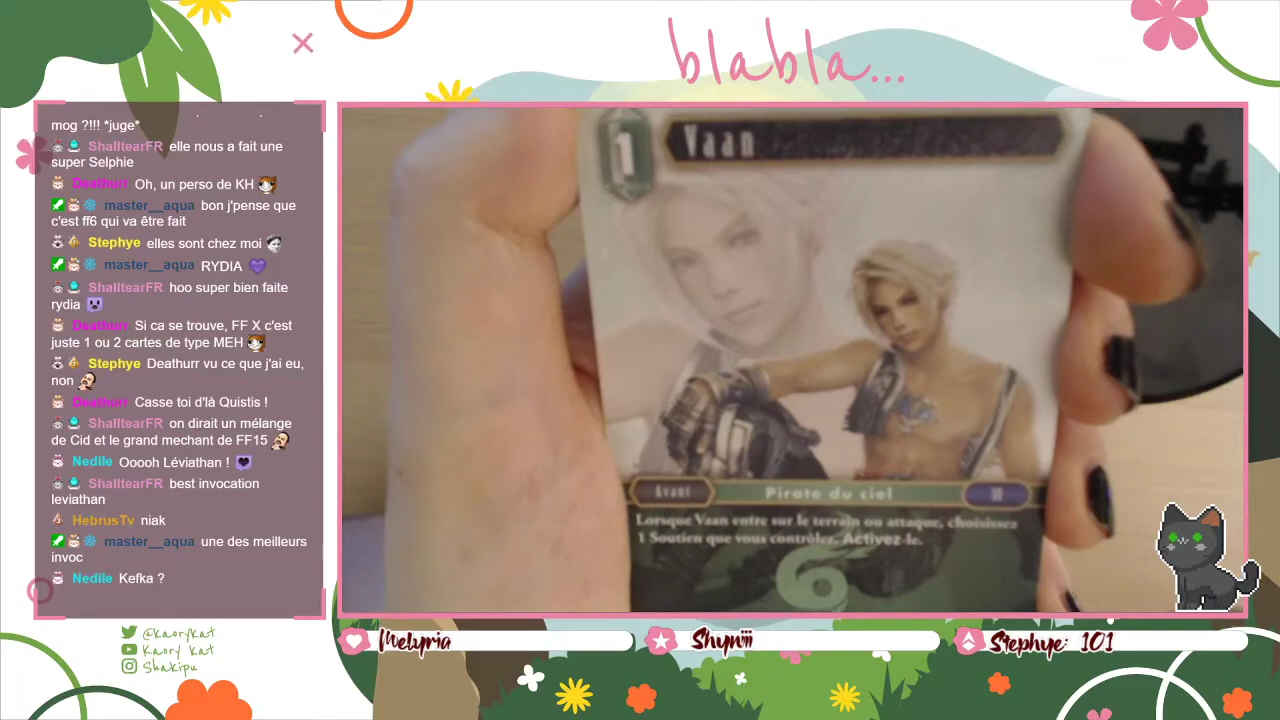 blabla...
mog ?!!! *juge*
ShalltearFR elle nous a fait une
super Selphie
Deathurr Oh, un perso de KH
master__aqua bon j'pense que
c'est ff6 qui va être fait
Stephye elles sont chez moi
master__aqua RYDIA
ShalltearFR hoo super bien faite
rydia
Deathurr Si ca se trouve, FF X c'est
juste 1 ou 2 cartes de type MEH
Stephye Deathurr vu ce que j'ai eu,
non
Deathurr Casse toi d'là Quistis !
ShalltearFR on dirait un mélange
de Cid et le grand mechant de FF15
Nedile Ooooh Léviathan !
ShalltearFR best invocation
leviathan
HebrusTv niak
master__aqua une des meilleurs
invoc
Nedile Kefka ?
1 Vaan
Avant Pirate du ciel
Lorsque Vaan entre sur le terrain ou attaque, choisissez
1 Soutien que vous contrôlez. Activez-le.
6
@kaorykat
Kaory kat
Shakipu
Melyria
Shyniii
Stephye: 101